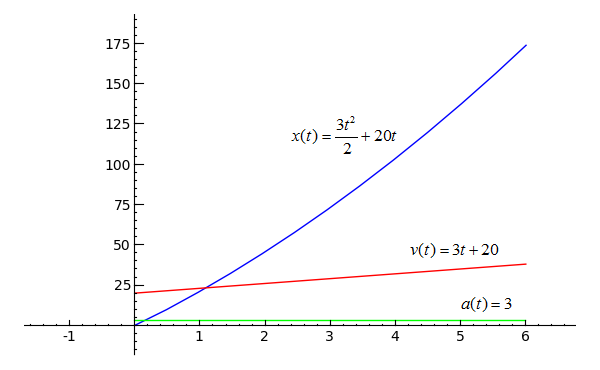 175
150
125
x(t) = 3t²/2 + 20t
100
75
50
v(t) = 3t + 20
25
a(t) = 3
-1 1 2 3 4 5 6